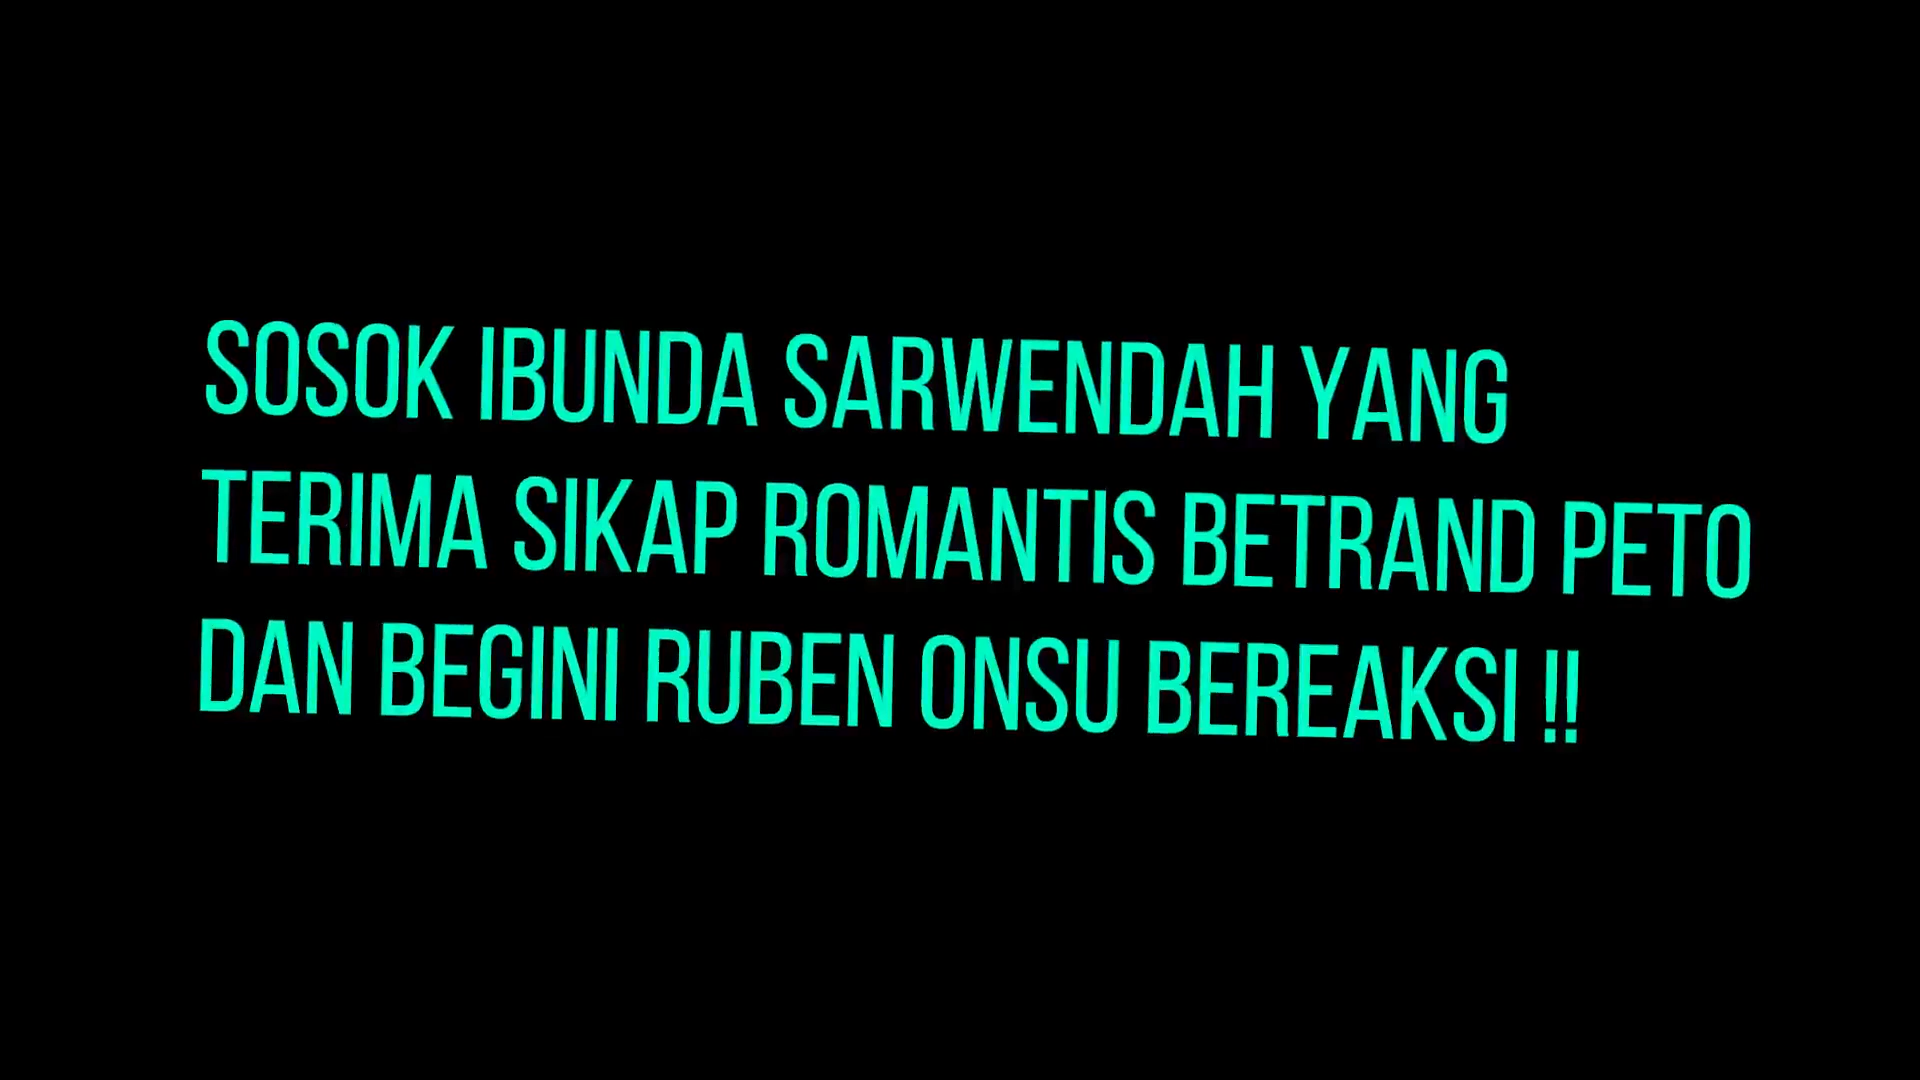 SOSOK IBUNDA SARWENDAH YANG
TERIMA SIKAP ROMANTIS BETRAND PETO
DAN BEGINI RUBEN ONSU BEREAKSI !!